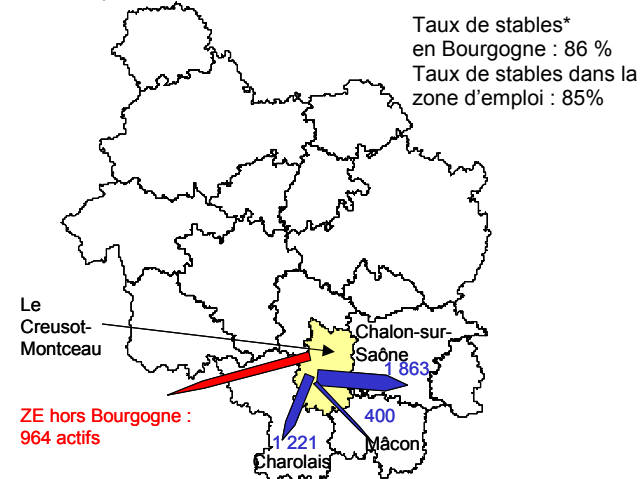 Taux de stables*
en Bourgogne : 86 %
Taux de stables dans la
zone d'emploi : 85%
Le
Creusot-
Montceau
Chalon-sur-
Saône
1 863
ZE hors Bourgogne :
964 actifs
400
1 221
Mâcon
Charolais